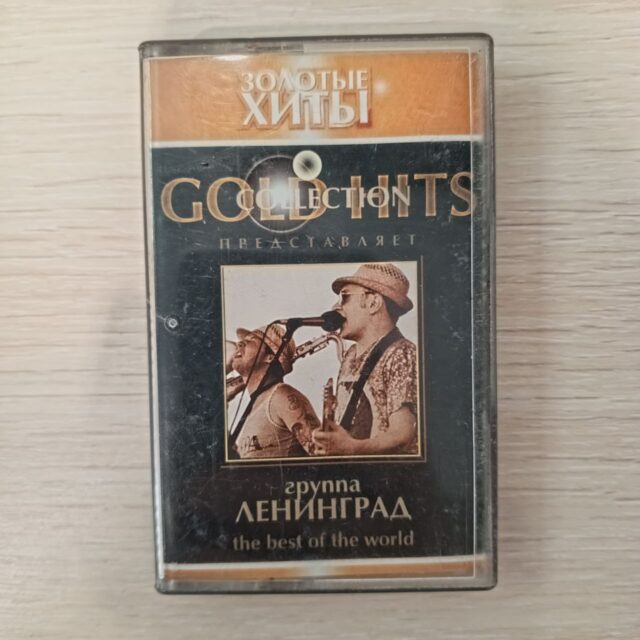 ЗОЛОТЫЕ
ХИТЫ
GOLD HITS
COLLECTION
ПРЕДСТАВЛЯЕТ
группа
ЛЕНИНГРАД
the best of the world